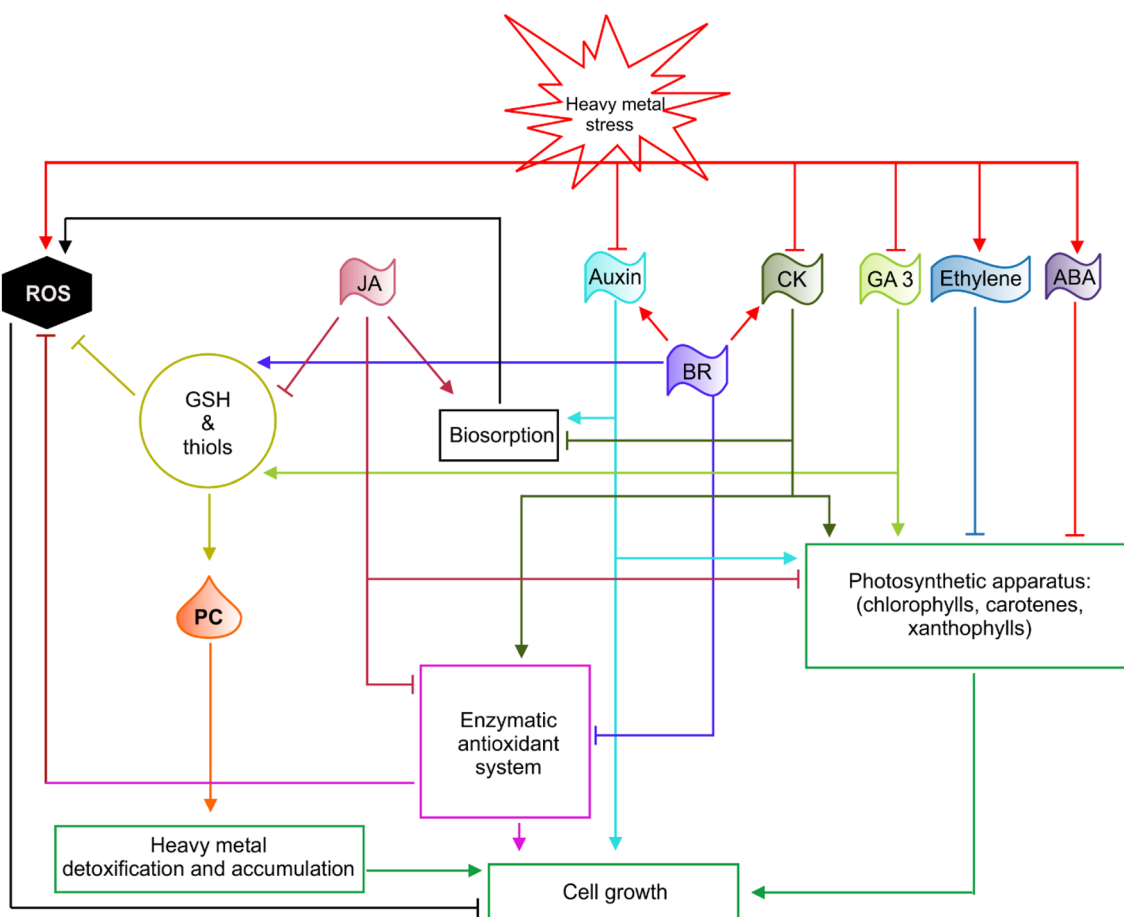 Heavy metal
stress
ROS
JA
Auxin
CK
GA 3
Ethylene
ABA
BR
GSH
&
thiols
Biosorption
PC
Photosynthetic apparatus:
(chlorophylls, carotenes,
xanthophylls)
Enzymatic
antioxidant
system
Heavy metal
detoxification and accumulation
Cell growth